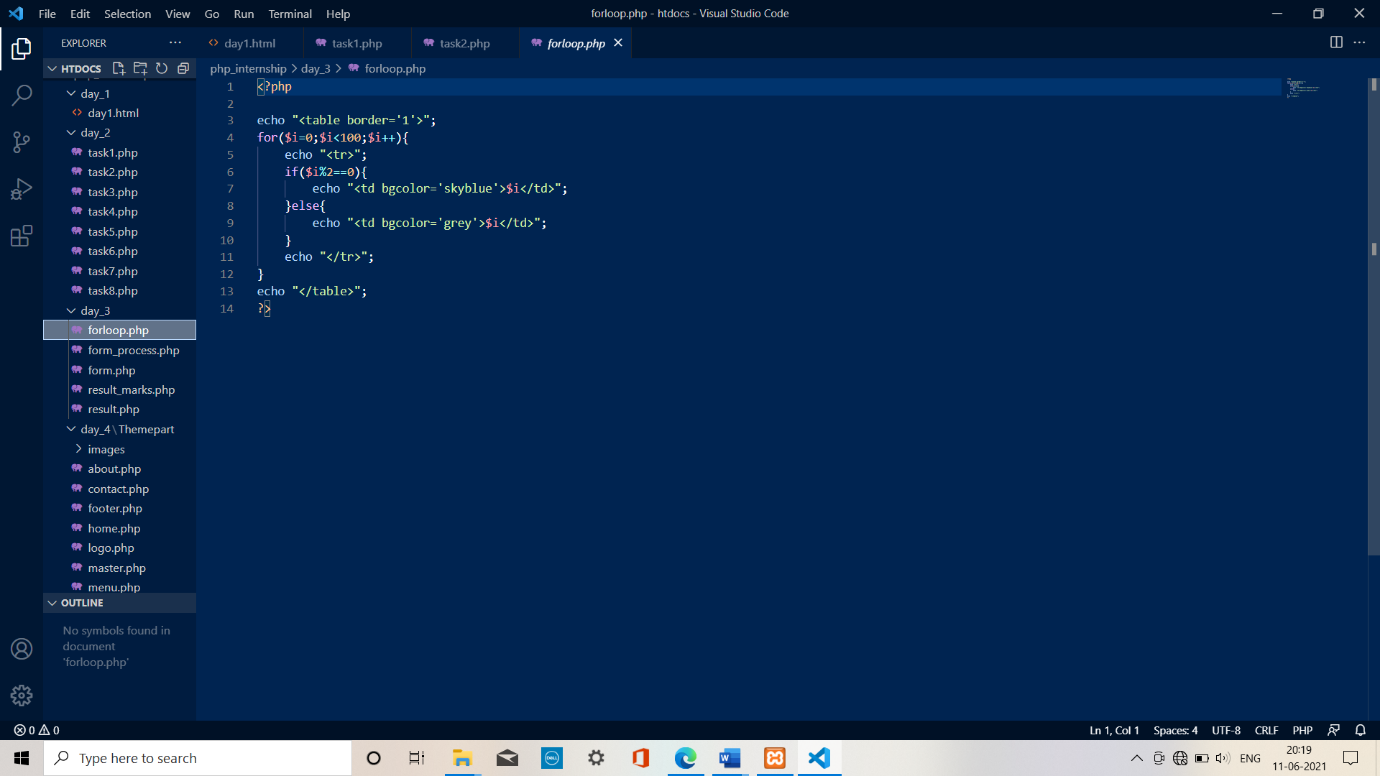 File Edit Selection View Go Run Terminal Help
forloop.php - htdocs - Visual Studio Code
EXPLORER
day1.html
task1.php
task2.php
forloop.php
HTDOCS
php_internship > day_3 > forloop.php
day_1
day1.html
day_2
task1.php
task2.php
task3.php
task4.php
task5.php
task6.php
task7.php
task8.php
day_3
forloop.php
form_process.php
form.php
result_marks.php
result.php
day_4\Themepart
images
about.php
contact.php
footer.php
home.php
logo.php
master.php
menu.php
OUTLINE
No symbols found in
document
'forloop.php'
1 <?php
2
3 echo "<table border='1'>";
4 for($i=0;$i<100;$i++){
5 echo "<tr>";
6 if($i%2==0){
7 echo "<td bgcolor='skyblue'>$i</td>";
8 }else{
9 echo "<td bgcolor='grey'>$i</td>";
10 }
11 echo "</tr>";
12 }
13 echo "</table>";
14 ?>
0 0
Ln 1, Col 1 Spaces: 4 UTF-8 CRLF PHP
Type here to search
DELL
ENG
20:19
11-06-2021